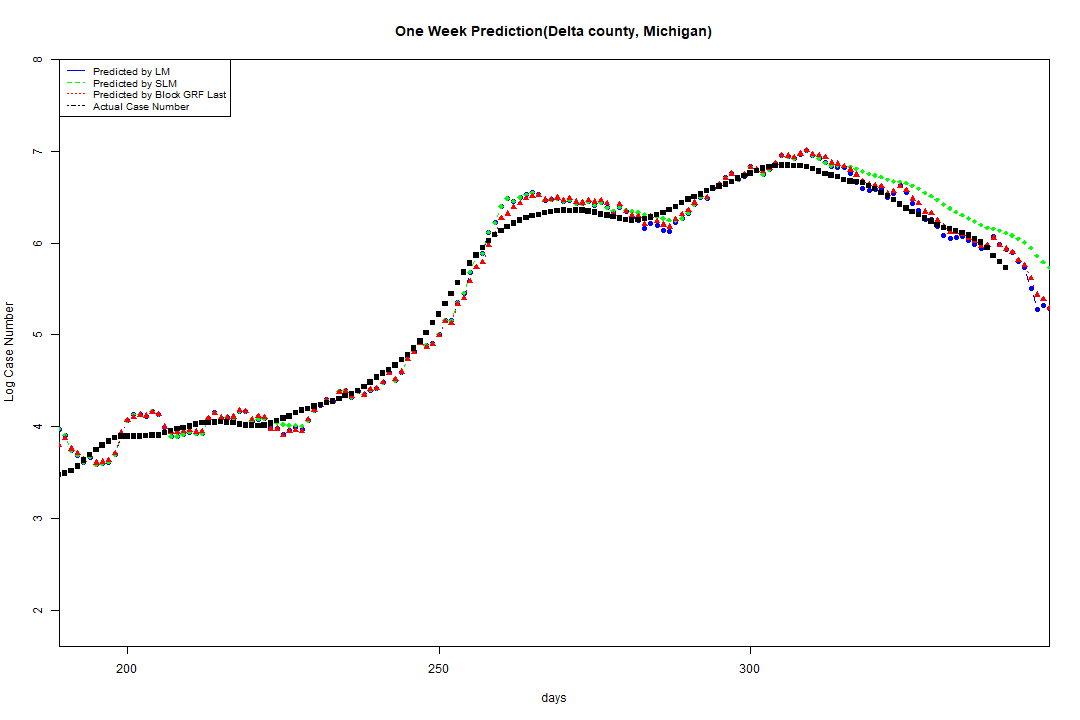 One Week Prediction(Delta county, Michigan)
Predicted by LM
Predicted by SLM
Predicted by Block GRF Last
Actual Case Number
8
7
6
5
4
3
2
Log Case Number
200 250 300
days